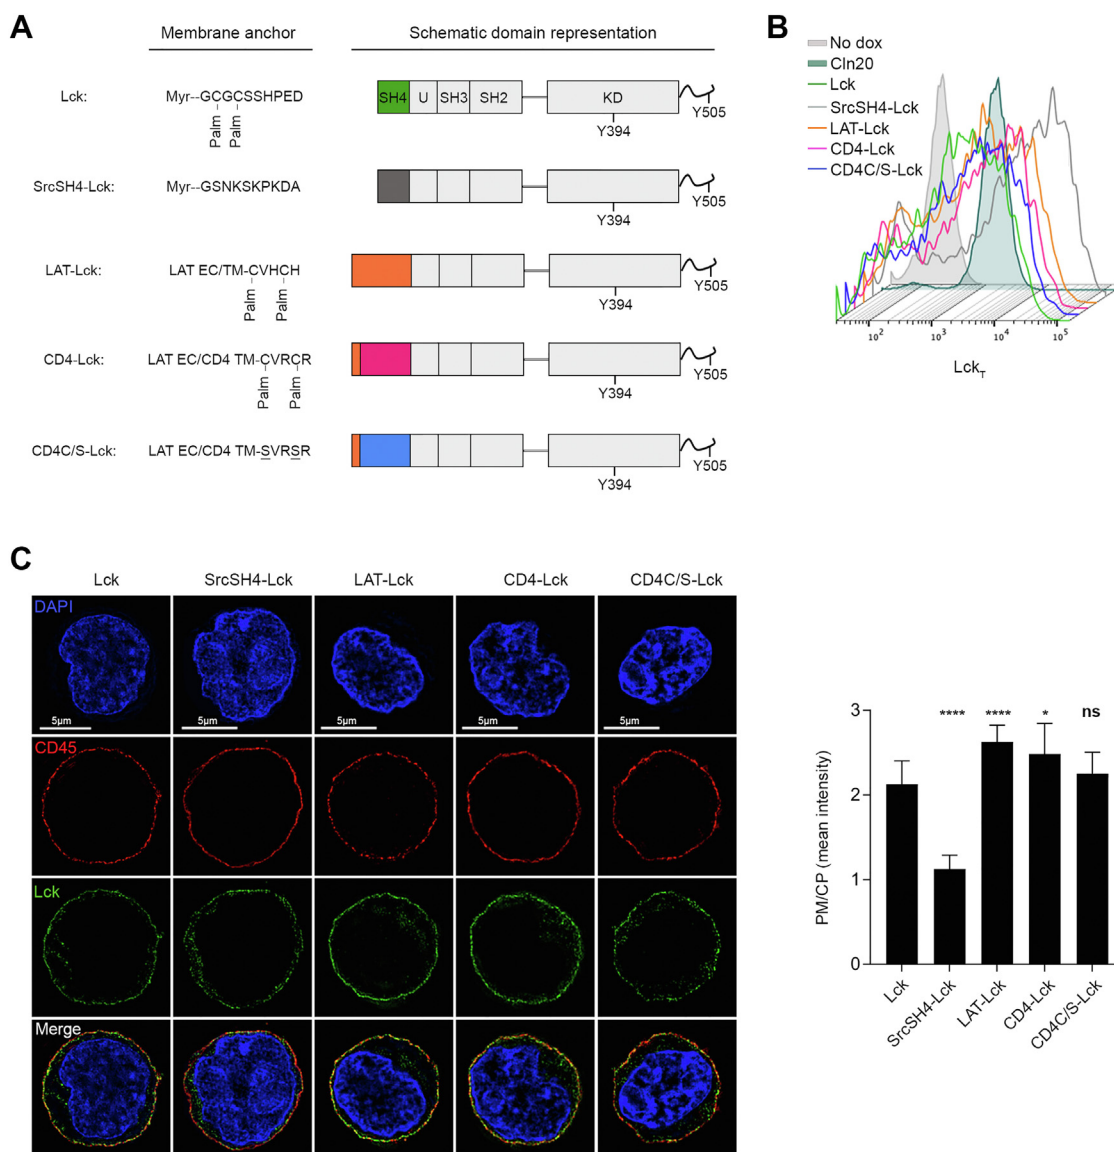 A
Membrane anchor
Schematic domain representation
Lck:
Myr--GCGCSSHPED
Palm
Palm
SH4
U
SH3
SH2
KD
Y394
Y505
SrcSH4-Lck:
Myr--GSNKSKPKDA
Y394
Y505
LAT-Lck:
LAT EC/TM-CVHCH
Palm
Palm
Y394
Y505
CD4-Lck:
LAT EC/CD4 TM-CVRCR
Palm
Palm
Y394
Y505
CD4C/S-Lck:
LAT EC/CD4 TM-SVRSR
Y394
Y505
B
No dox
Cln20
Lck
SrcSH4-Lck
LAT-Lck
CD4-Lck
CD4C/S-Lck
10² 10³ 10⁴ 10⁵
Lck_T
C
Lck
SrcSH4-Lck
LAT-Lck
CD4-Lck
CD4C/S-Lck
DAPI
5µm
5µm
5µm
5µm
5µm
CD45
Lck
Merge
PM/CP (mean intensity)
3
2
1
0
**** **** * ns
Lck
SrcSH4-Lck
LAT-Lck
CD4-Lck
CD4C/S-Lck